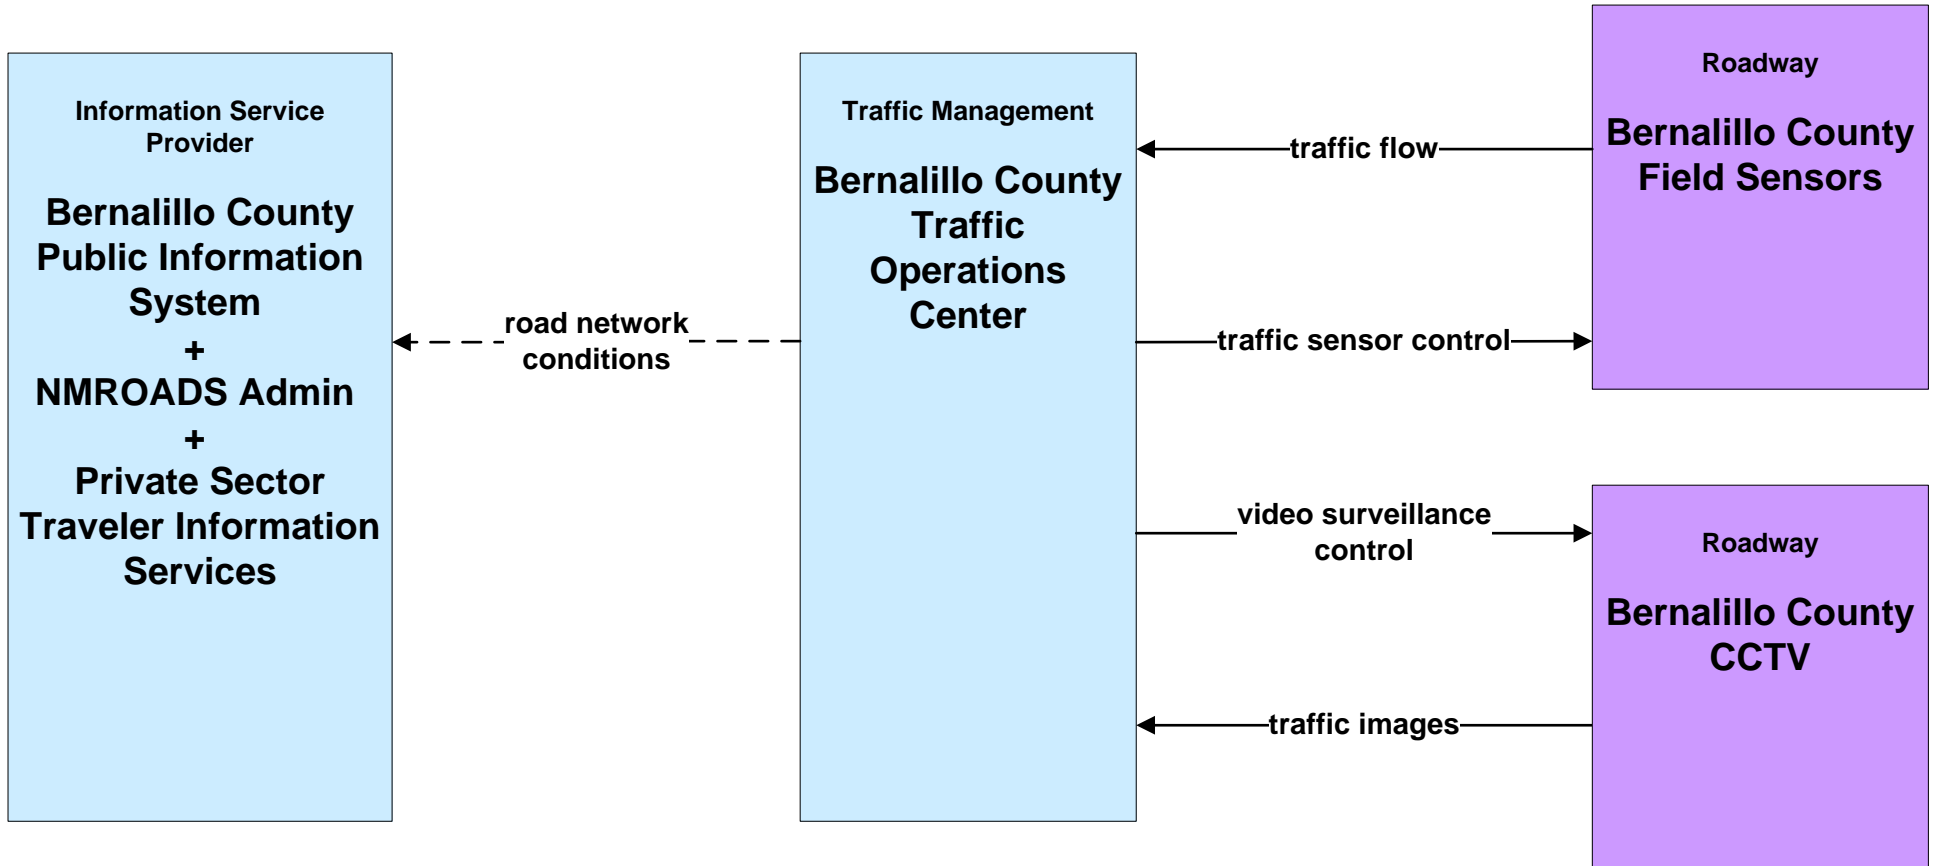 Information Service
Provider
Bernalillo County
Public Information
System
+
NMROADS Admin
+
Private Sector
Traveler Information
Services
road network
conditions
Traffic Management
Bernalillo County
Traffic
Operations
Center
traffic flow
traffic sensor control
video surveillance
control
traffic images
Roadway
Bernalillo County
Field Sensors
Roadway
Bernalillo County
CCTV